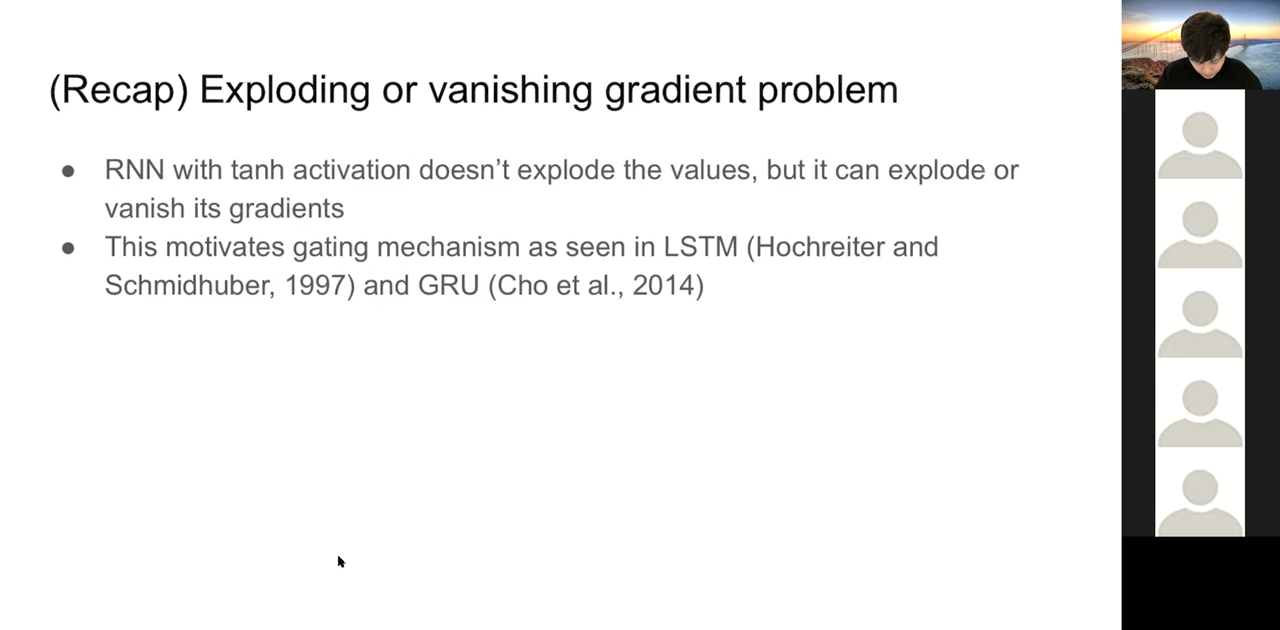 (Recap) Exploding or vanishing gradient problem
● RNN with tanh activation doesn’t explode the values, but it can explode or
vanish its gradients
● This motivates gating mechanism as seen in LSTM (Hochreiter and
Schmidhuber, 1997) and GRU (Cho et al., 2014)